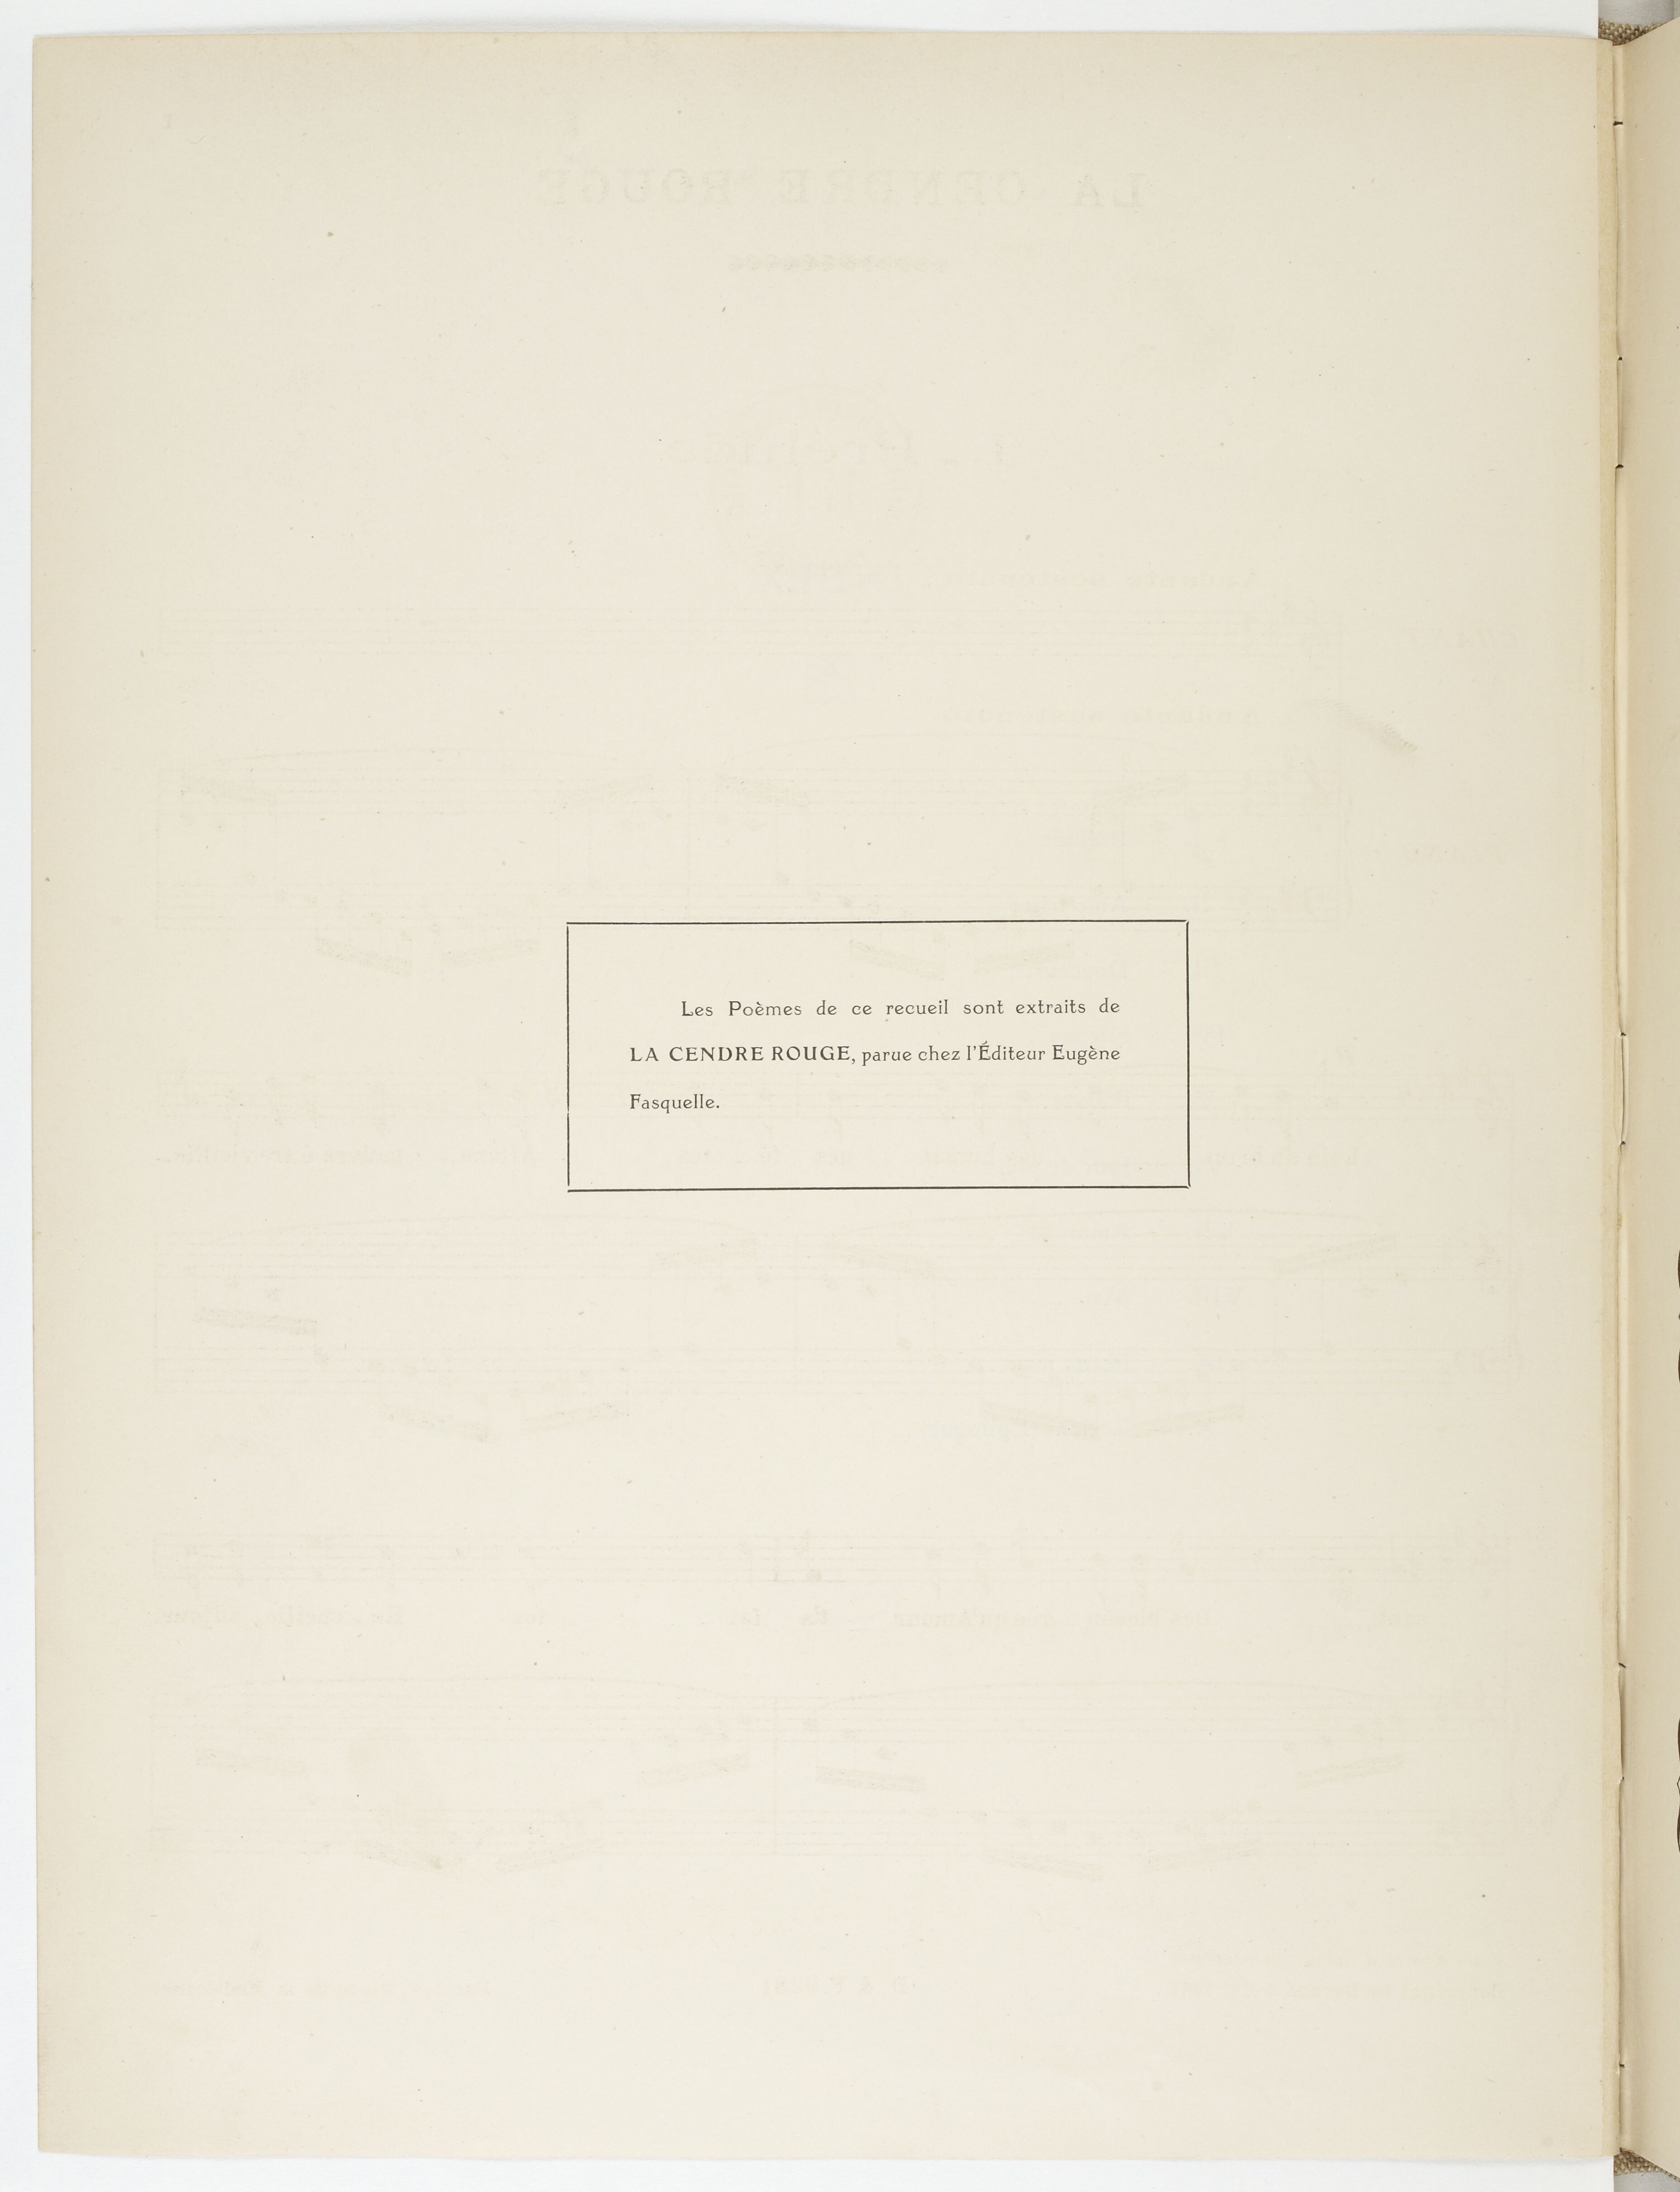 Les Poèmes de ce recueil sont extraits de
LA CENDRE ROUGE, parue chez l'Éditeur Eugène
Fasquelle.